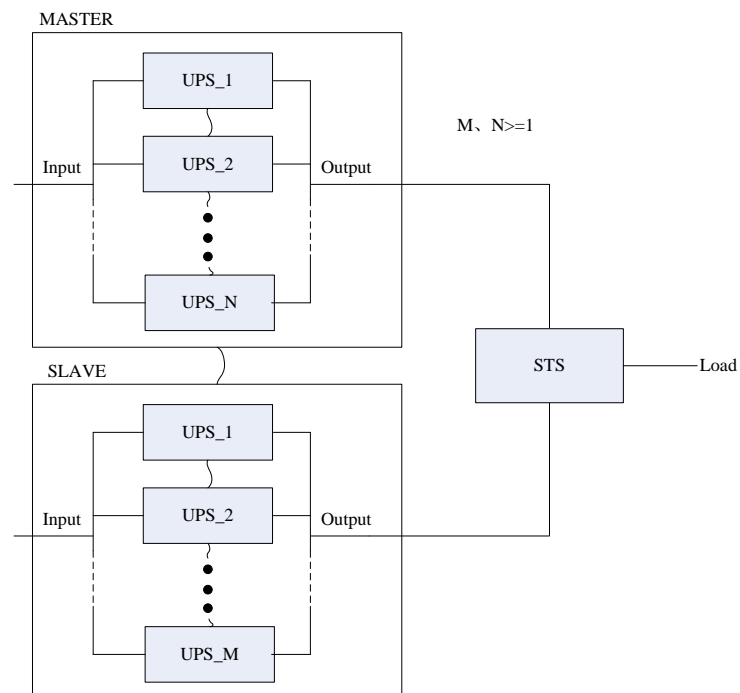 MASTER
UPS_1
M、N>=1
Input
UPS_2
Output
UPS_N
STS
Load
SLAVE
UPS_1
Input
UPS_2
Output
UPS_M